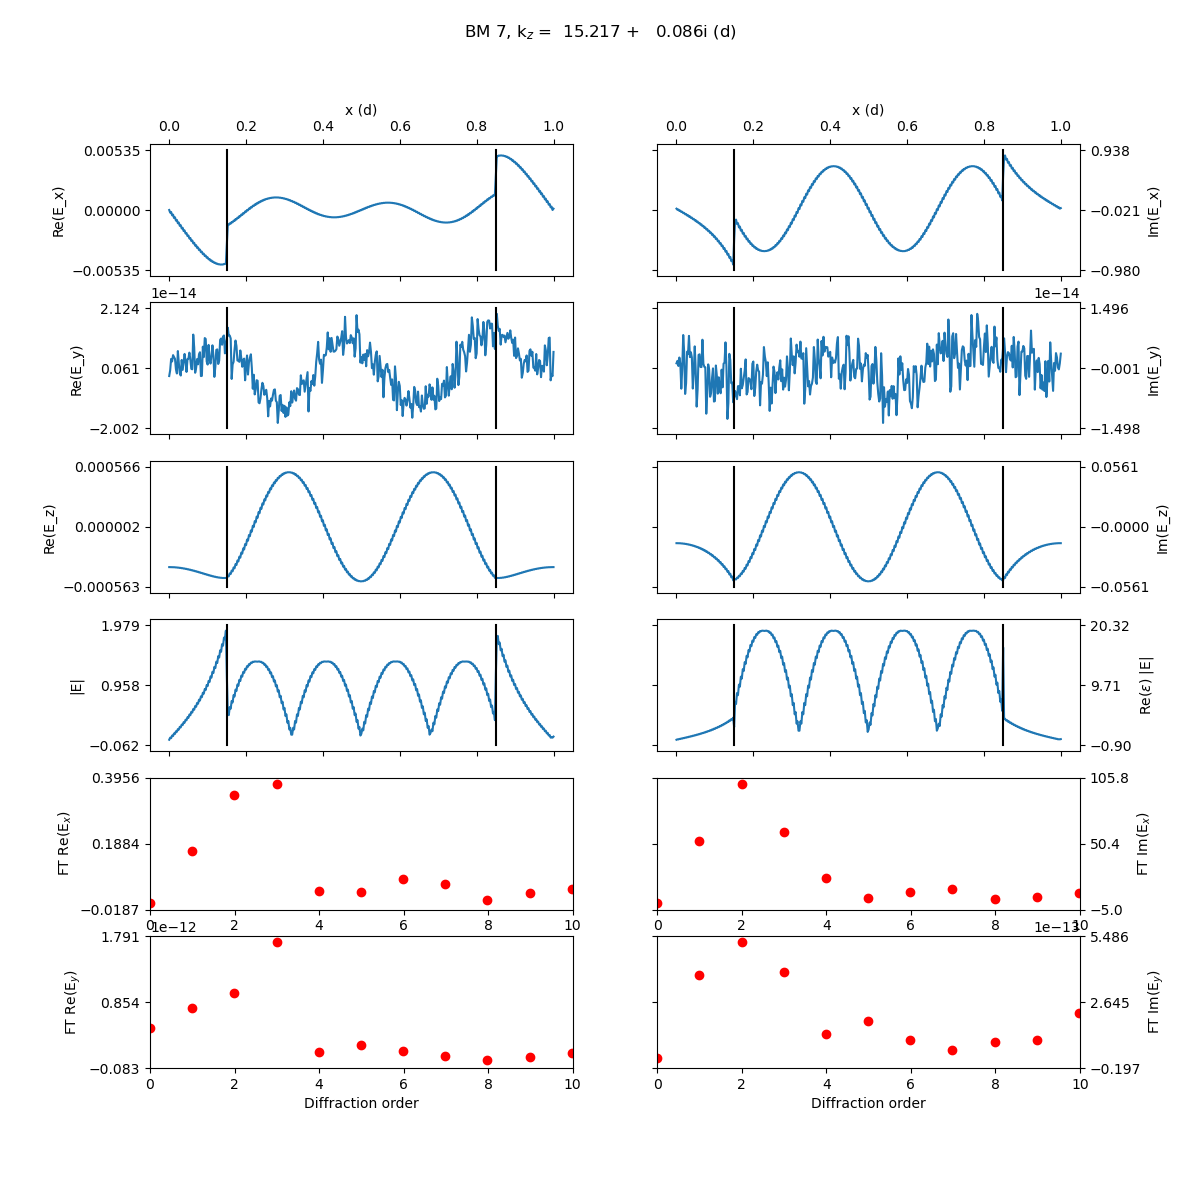 BM 7, k_z = 15.217 + 0.086i (d)
x (d)
x (d)
0.0 0.2 0.4 0.6 0.8 1.0
0.0 0.2 0.4 0.6 0.8 1.0
Re(E_x)
0.00535
0.00000
−0.00535
Im(E_x)
0.938
−0.021
−0.980
1e−14
Re(E_y)
2.124
0.061
−2.002
1e−14
Im(E_y)
1.496
−0.001
−1.498
Re(E_z)
0.000566
0.000002
−0.000563
Im(E_z)
0.0561
−0.0000
−0.0561
|E|
1.979
0.958
−0.062
Re(ε) |E|
20.32
9.71
−0.90
FT Re(E_x)
0.3956
0.1884
−0.0187
0 2 4 6 8 10
FT Im(E_x)
105.8
50.4
−5.0
0 2 4 6 8 10
1e−12
FT Re(E_y)
1.791
0.854
−0.083
0 2 4 6 8 10
Diffraction order
1e−13
FT Im(E_y)
5.486
2.645
−0.197
0 2 4 6 8 10
Diffraction order